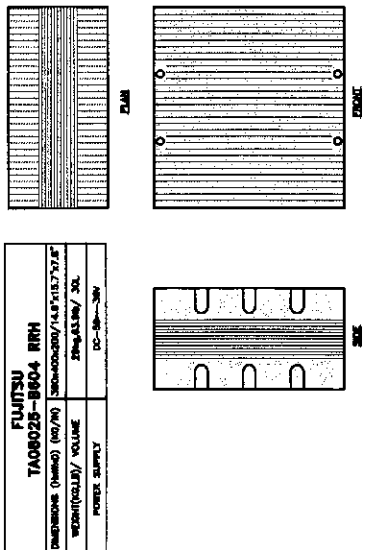 PLAN
FRONT
SIDE
FUJITSU
TA08025-B604 RRH
DIMENSIONS (HxWxD) (MM/IN) 380x400x200/14.9"x15.7"x7.8"
WEIGHT(KG,LB)/ VOLUME 29kg,63.9lb/ 30L
POWER SUPPLY